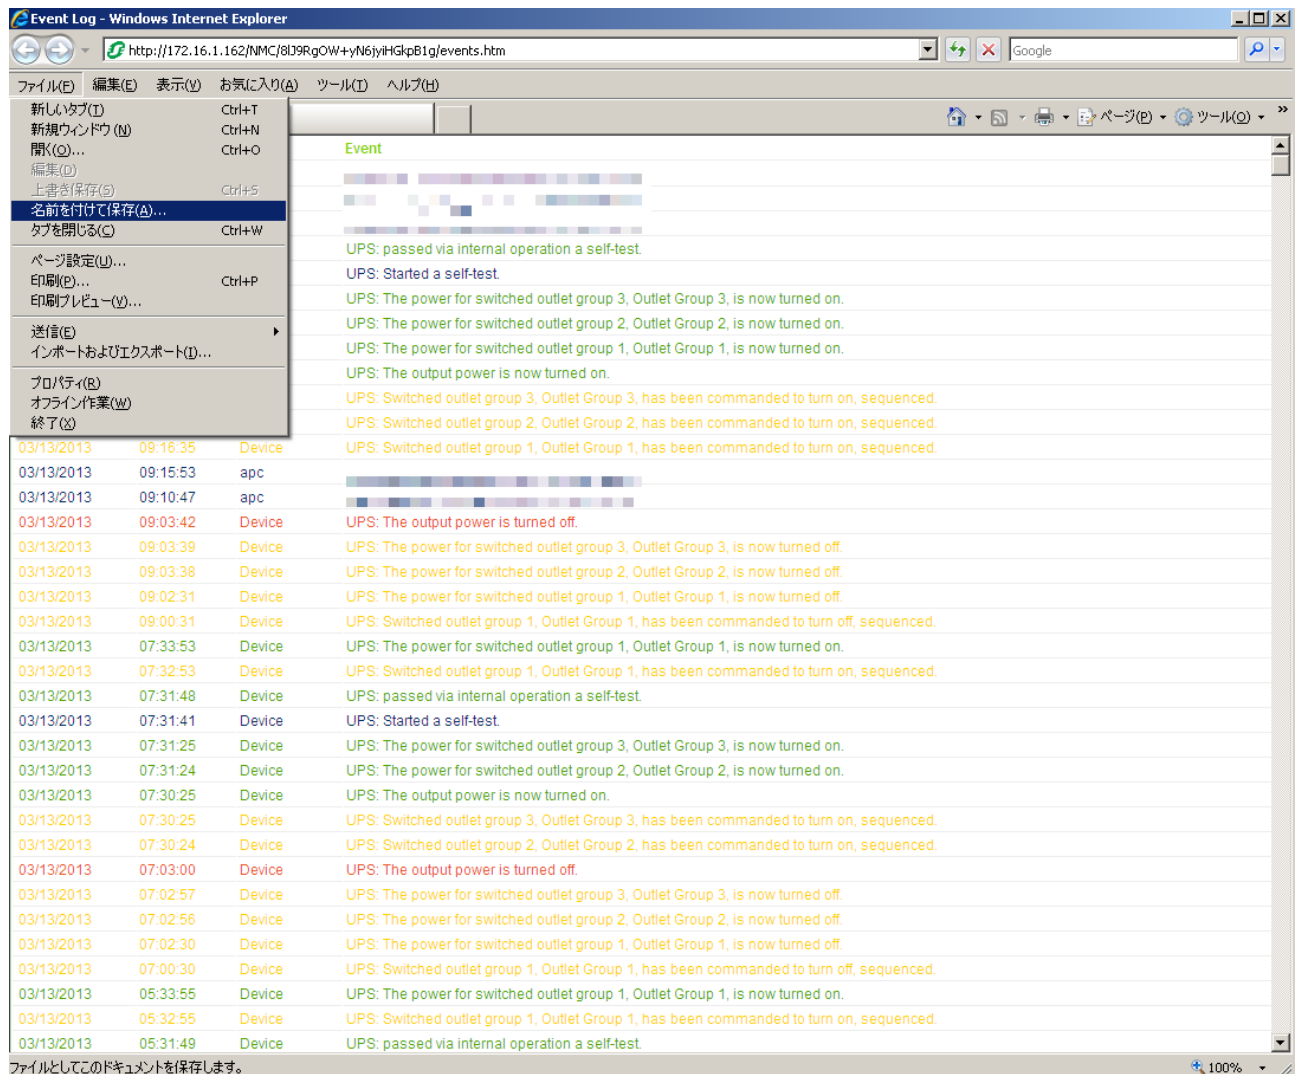 Event Log - Windows Internet Explorer
http://172.16.1.162/NMC/8lJ9RgOW+yN6jyiHGkpB1g/events.htm
Google
ファイル(F) 編集(E) 表示(V) お気に入り(A) ツール(T) ヘルプ(H)
新しいタブ(T) Ctrl+T
新規ウィンドウ(N) Ctrl+N
開く(O)... Ctrl+O
編集(D)
上書き保存(S) Ctrl+S
名前を付けて保存(A)...
タブを閉じる(C) Ctrl+W
ページ設定(U)...
印刷(P)... Ctrl+P
印刷プレビュー(V)...
送信(E)
インポートおよびエクスポート(I)...
プロパティ(R)
オフライン作業(W)
終了(X)
ページ(P) ツール(O) »
Event
UPS: passed via internal operation a self-test.
UPS: Started a self-test.
UPS: The power for switched outlet group 3, Outlet Group 3, is now turned on.
UPS: The power for switched outlet group 2, Outlet Group 2, is now turned on.
UPS: The power for switched outlet group 1, Outlet Group 1, is now turned on.
UPS: The output power is now turned on.
UPS: Switched outlet group 3, Outlet Group 3, has been commanded to turn on, sequenced.
UPS: Switched outlet group 2, Outlet Group 2, has been commanded to turn on, sequenced.
03/13/2013 09:16:35 Device UPS: Switched outlet group 1, Outlet Group 1, has been commanded to turn on, sequenced.
03/13/2013 09:15:53 apc
03/13/2013 09:10:47 apc
03/13/2013 09:03:42 Device UPS: The output power is turned off.
03/13/2013 09:03:39 Device UPS: The power for switched outlet group 3, Outlet Group 3, is now turned off.
03/13/2013 09:03:38 Device UPS: The power for switched outlet group 2, Outlet Group 2, is now turned off.
03/13/2013 09:02:31 Device UPS: The power for switched outlet group 1, Outlet Group 1, is now turned off.
03/13/2013 09:00:31 Device UPS: Switched outlet group 1, Outlet Group 1, has been commanded to turn off, sequenced.
03/13/2013 07:33:53 Device UPS: The power for switched outlet group 1, Outlet Group 1, is now turned on.
03/13/2013 07:32:53 Device UPS: Switched outlet group 1, Outlet Group 1, has been commanded to turn on, sequenced.
03/13/2013 07:31:48 Device UPS: passed via internal operation a self-test.
03/13/2013 07:31:41 Device UPS: Started a self-test.
03/13/2013 07:31:25 Device UPS: The power for switched outlet group 3, Outlet Group 3, is now turned on.
03/13/2013 07:31:24 Device UPS: The power for switched outlet group 2, Outlet Group 2, is now turned on.
03/13/2013 07:30:25 Device UPS: The output power is now turned on.
03/13/2013 07:30:25 Device UPS: Switched outlet group 3, Outlet Group 3, has been commanded to turn on, sequenced.
03/13/2013 07:30:24 Device UPS: Switched outlet group 2, Outlet Group 2, has been commanded to turn on, sequenced.
03/13/2013 07:03:00 Device UPS: The output power is turned off.
03/13/2013 07:02:57 Device UPS: The power for switched outlet group 3, Outlet Group 3, is now turned off.
03/13/2013 07:02:56 Device UPS: The power for switched outlet group 2, Outlet Group 2, is now turned off.
03/13/2013 07:02:30 Device UPS: The power for switched outlet group 1, Outlet Group 1, is now turned off.
03/13/2013 07:00:30 Device UPS: Switched outlet group 1, Outlet Group 1, has been commanded to turn off, sequenced.
03/13/2013 05:33:55 Device UPS: The power for switched outlet group 1, Outlet Group 1, is now turned on.
03/13/2013 05:32:55 Device UPS: Switched outlet group 1, Outlet Group 1, has been commanded to turn on, sequenced.
03/13/2013 05:31:49 Device UPS: passed via internal operation a self-test.
ファイルとしてこのドキュメントを保存します。 100%